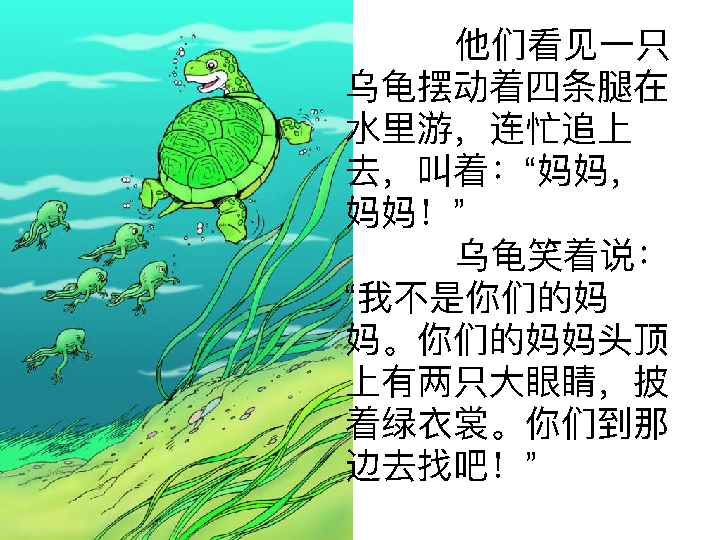 他们看见一只
乌龟摆动着四条腿在
水里游，连忙追上
去，叫着：“妈妈，
妈妈！”
乌龟笑着说：
“我不是你们的妈
妈。你们的妈妈头顶
上有两只大眼睛，披
着绿衣裳。你们到那
边去找吧！”